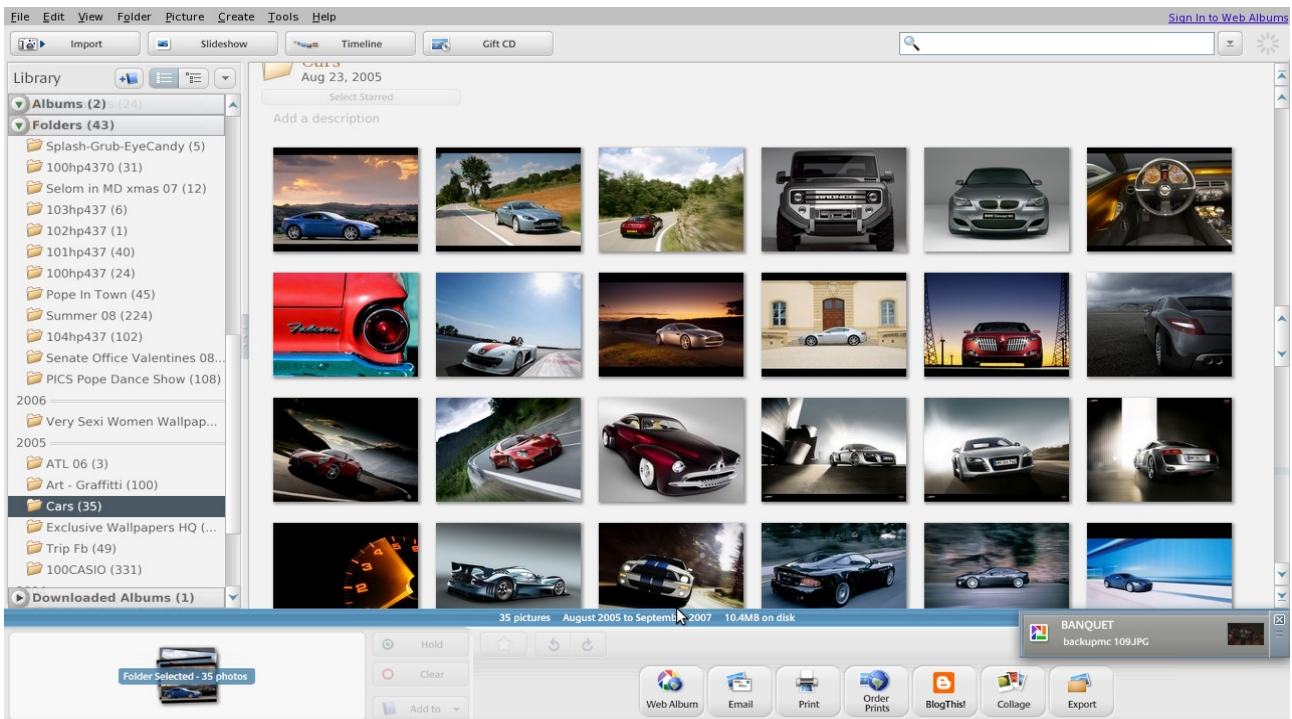 File Edit View Folder Picture Create Tools Help
Sign In to Web Albums
Import Slideshow Timeline Gift CD
Library
Albums (2)
Folders (43)
Splash-Grub-EyeCandy (5)
100hp4370 (31)
Selom in MD xmas 07 (12)
103hp437 (6)
102hp437 (1)
101hp437 (40)
100hp437 (24)
Pope In Town (45)
Summer 08 (224)
104hp437 (102)
Senate Office Valentines 08...
PICS Pope Dance Show (108)
2006
Very Sexi Women Wallpap...
2005
ATL 06 (3)
Art - Graffitti (100)
Cars (35)
Exclusive Wallpapers HQ (...
Trip Fb (49)
100CASIO (331)
Downloaded Albums (1)
Cars
Aug 23, 2005
Select Starred
Add a description
BRONCO
Falcon
35 pictures August 2005 to September 2007 10.4MB on disk
BANQUET
backupmc 109.JPG
Folder Selected - 35 photos
Hold
Clear
Add to
Web Album
Email
Print
Order
Prints
BlogThis!
Collage
Export